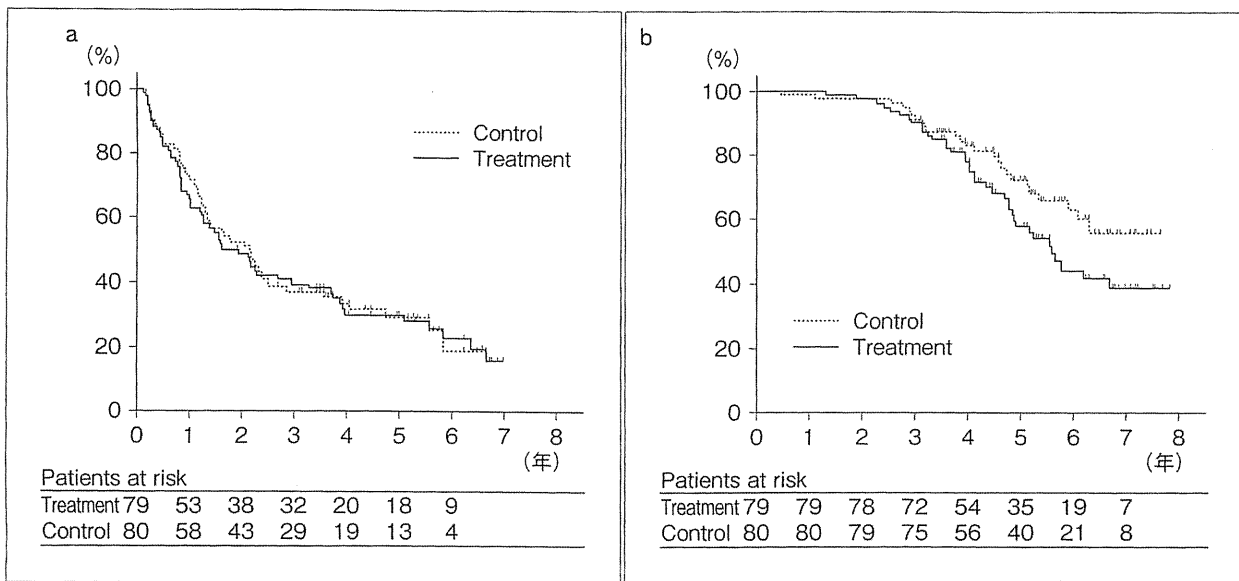 a
(%)
100
80
60
40
20
0
Control
Treatment
0 1 2 3 4 5 6 7 8
(年)
Patients at risk
Treatment 79 53 38 32 20 18 9
Control 80 58 43 29 19 13 4
b
(%)
100
80
60
40
20
0
Control
Treatment
0 1 2 3 4 5 6 7 8
(年)
Patients at risk
Treatment 79 79 78 72 54 35 19 7
Control 80 80 79 75 56 40 21 8